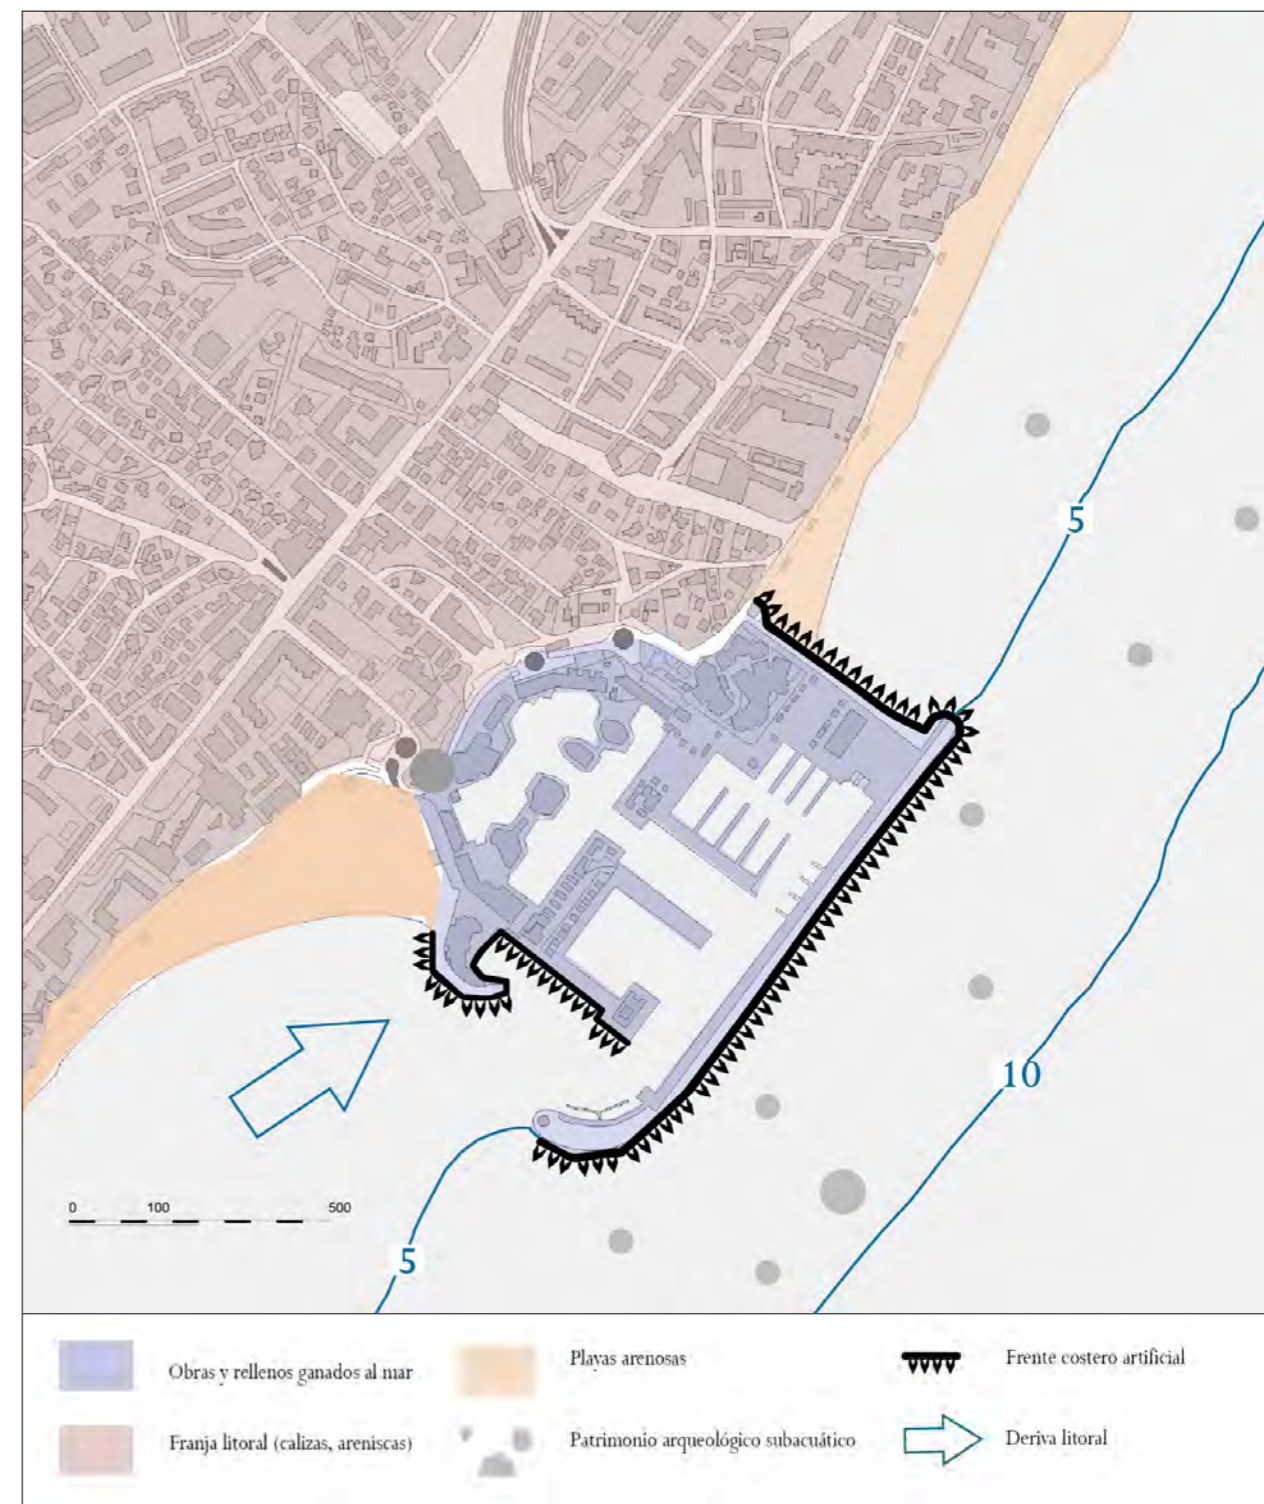 5
10
0 100 500
5
Obras y rellenos ganados al mar
Playas arenosas
Frente costero artificial
Franja litoral (calizas, areniscas)
Patrimonio arqueológico subacuático
Deriva litoral